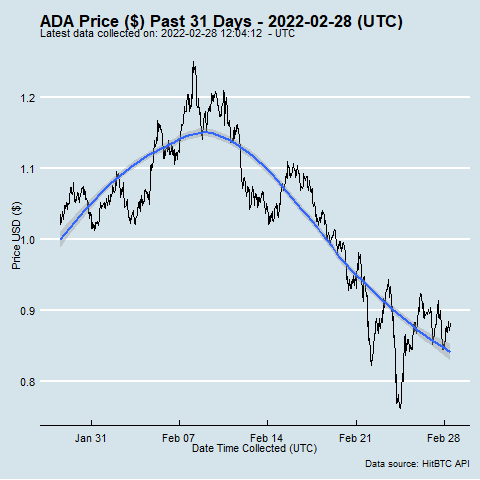 ADA Price ($) Past 31 Days - 2022-02-28 (UTC)
Latest data collected on: 2022-02-28 12:04:12 - UTC
Price USD ($)
1.2
1.1
1.0
0.9
0.8
Jan 31 Feb 07 Feb 14 Feb 21 Feb 28
Date Time Collected (UTC)
Data source: HitBTC API